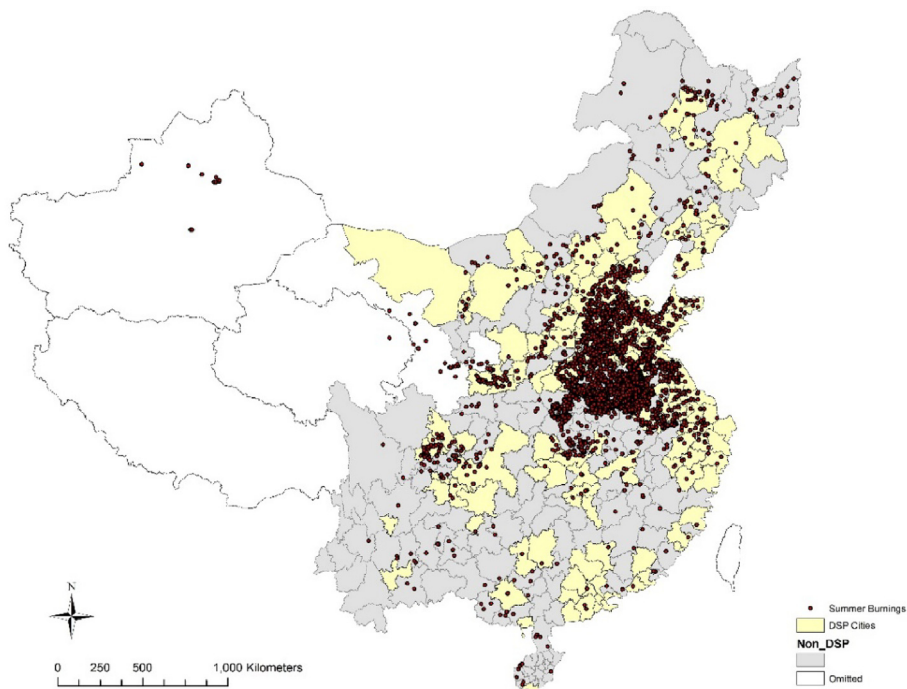 N
0 250 500 1,000 Kilometers
Summer Burnings
DSP Cities
Non_DSP
Omitted